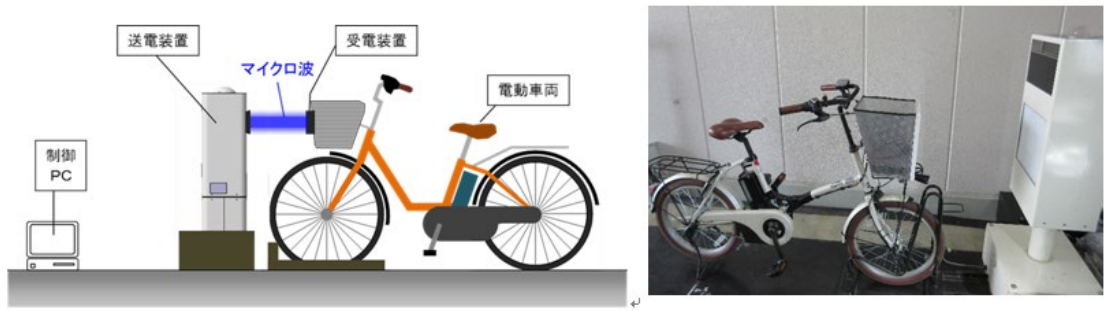 送電装置
受電装置
マイクロ波
電動車両
制御
PC